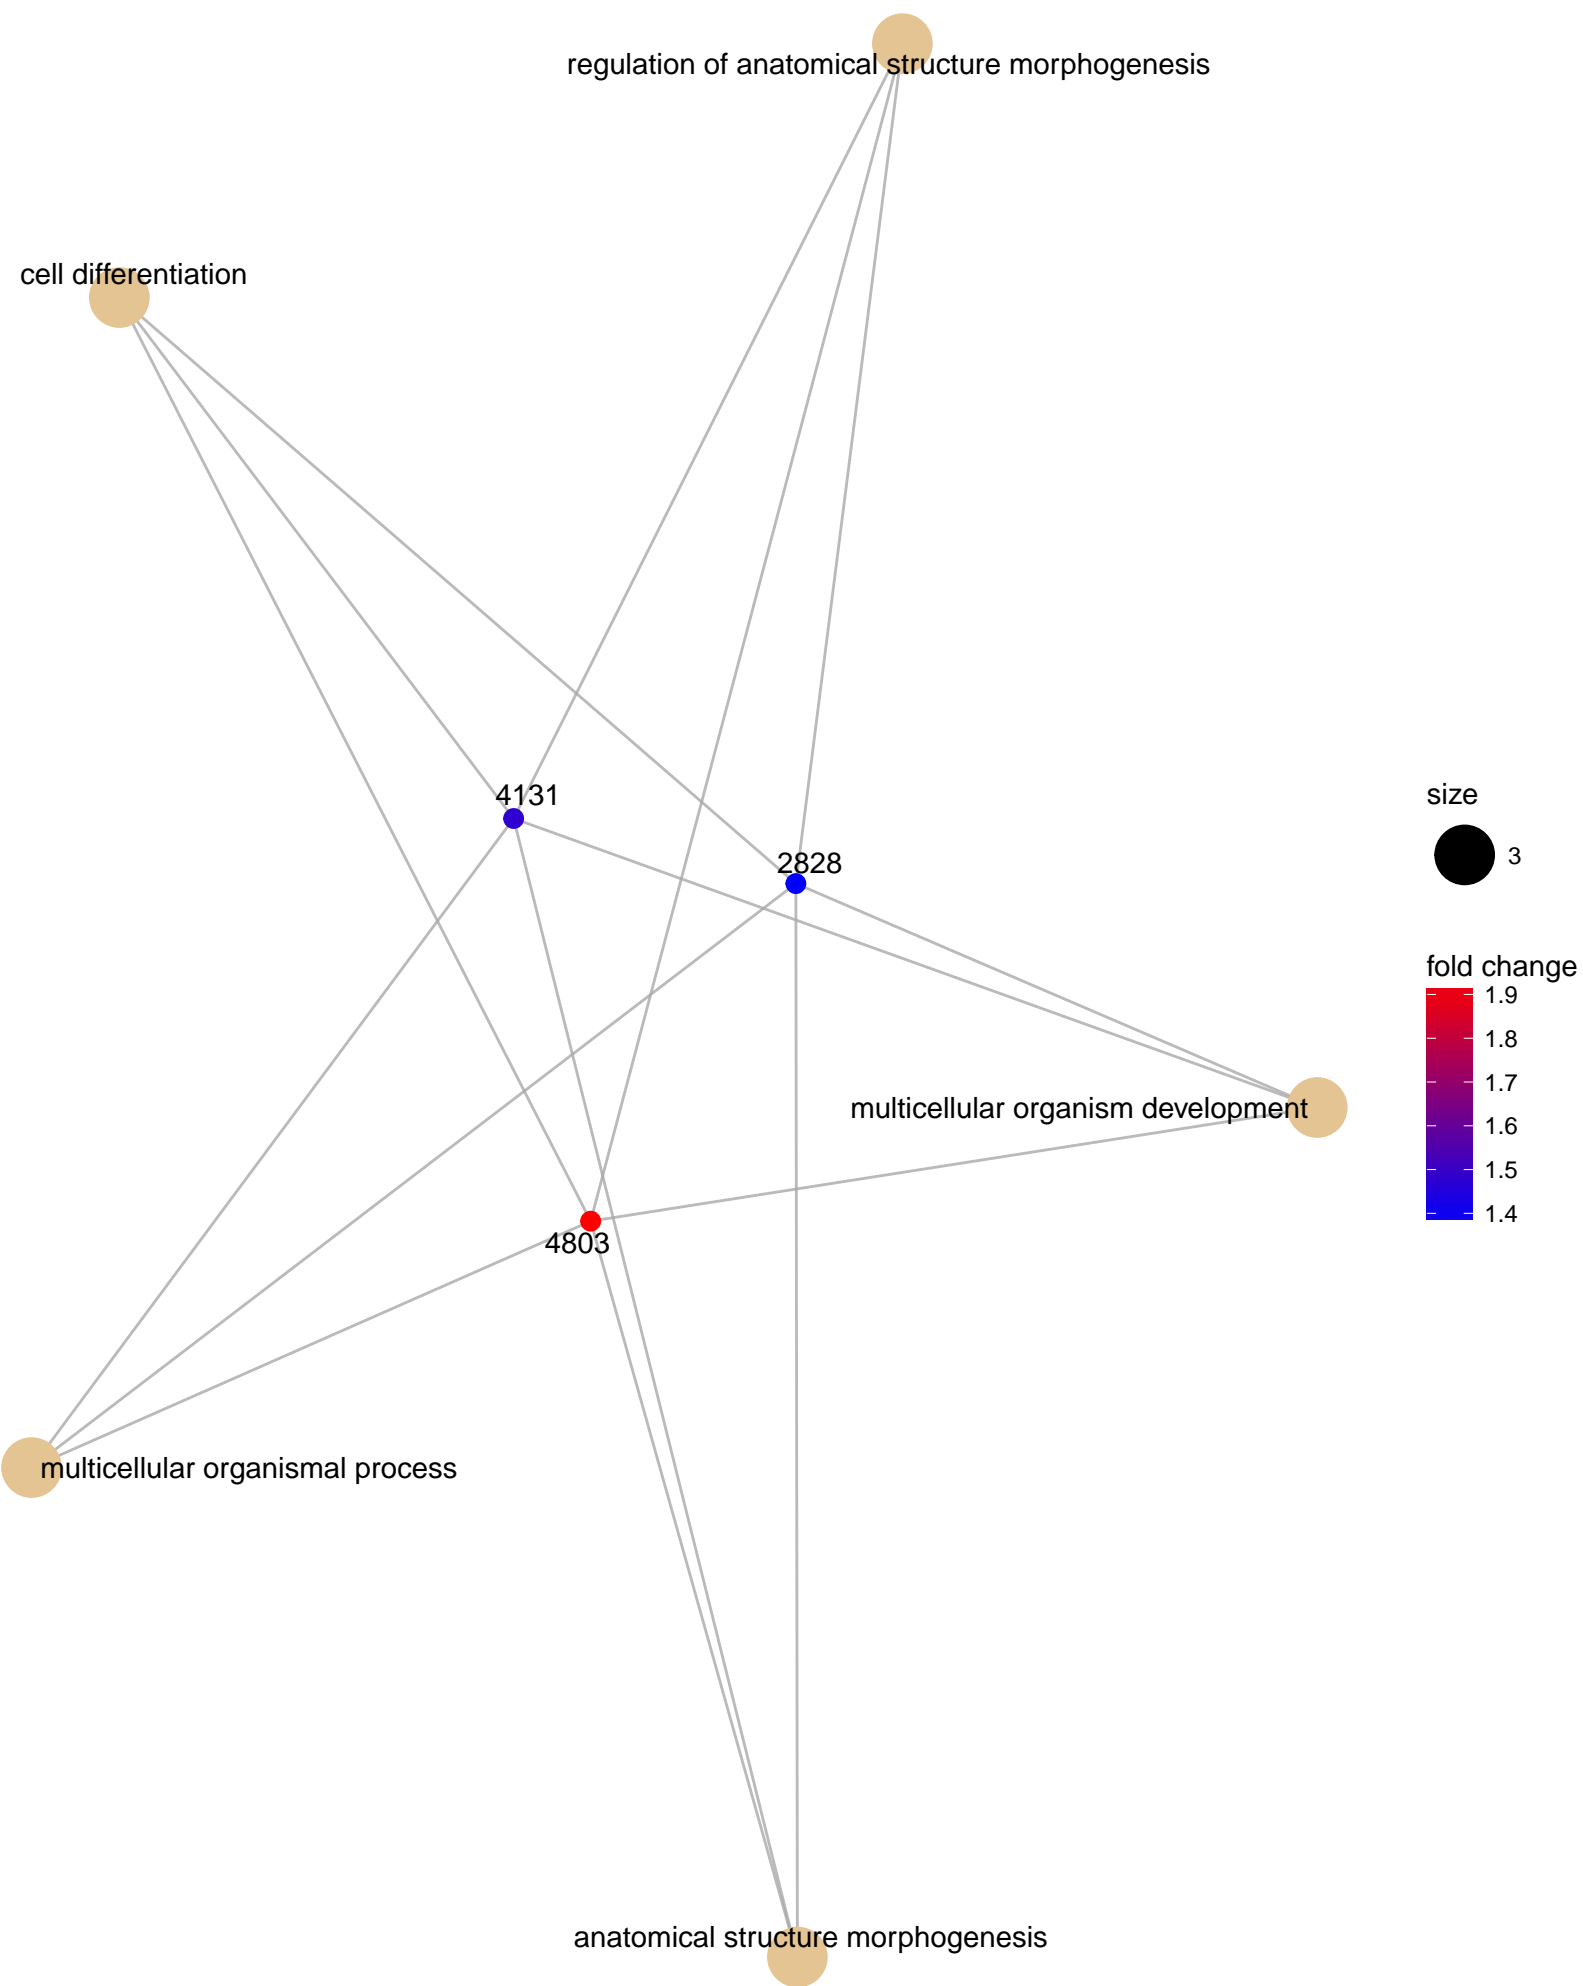 regulation of anatomical structure morphogenesis
cell differentiation
4131
2828
size
3
fold change
1.9
1.8
1.7
1.6
1.5
1.4
multicellular organism development
4803
multicellular organismal process
anatomical structure morphogenesis